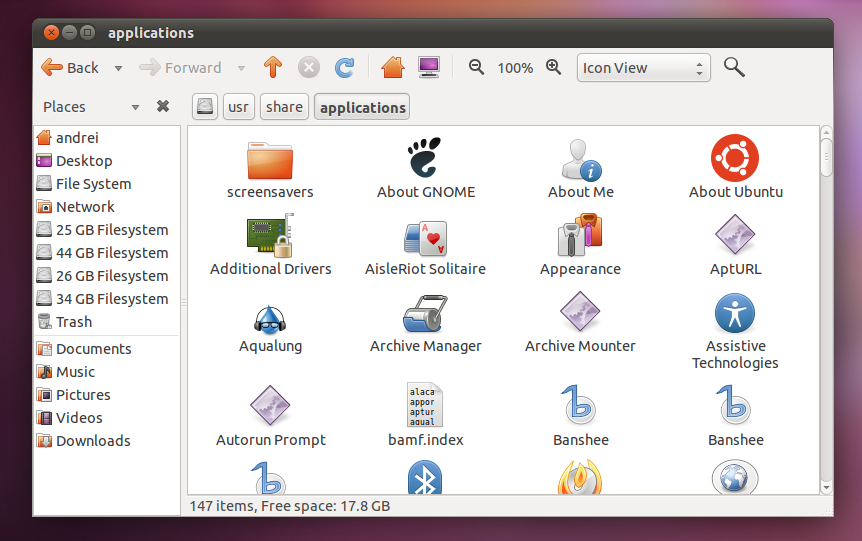 applications
Back
Forward
100%
Icon View
Places
usr
share
applications
andrei
Desktop
File System
Network
25 GB Filesystem
44 GB Filesystem
26 GB Filesystem
34 GB Filesystem
Trash
Documents
Music
Pictures
Videos
Downloads
screensavers
About GNOME
About Me
About Ubuntu
Additional Drivers
AisleRiot Solitaire
Appearance
AptURL
Aqualung
Archive Manager
Archive Mounter
Assistive
Technologies
Autorun Prompt
alaca
appor
aptur
aqual
bamf.index
Banshee
Banshee
147 items, Free space: 17.8 GB